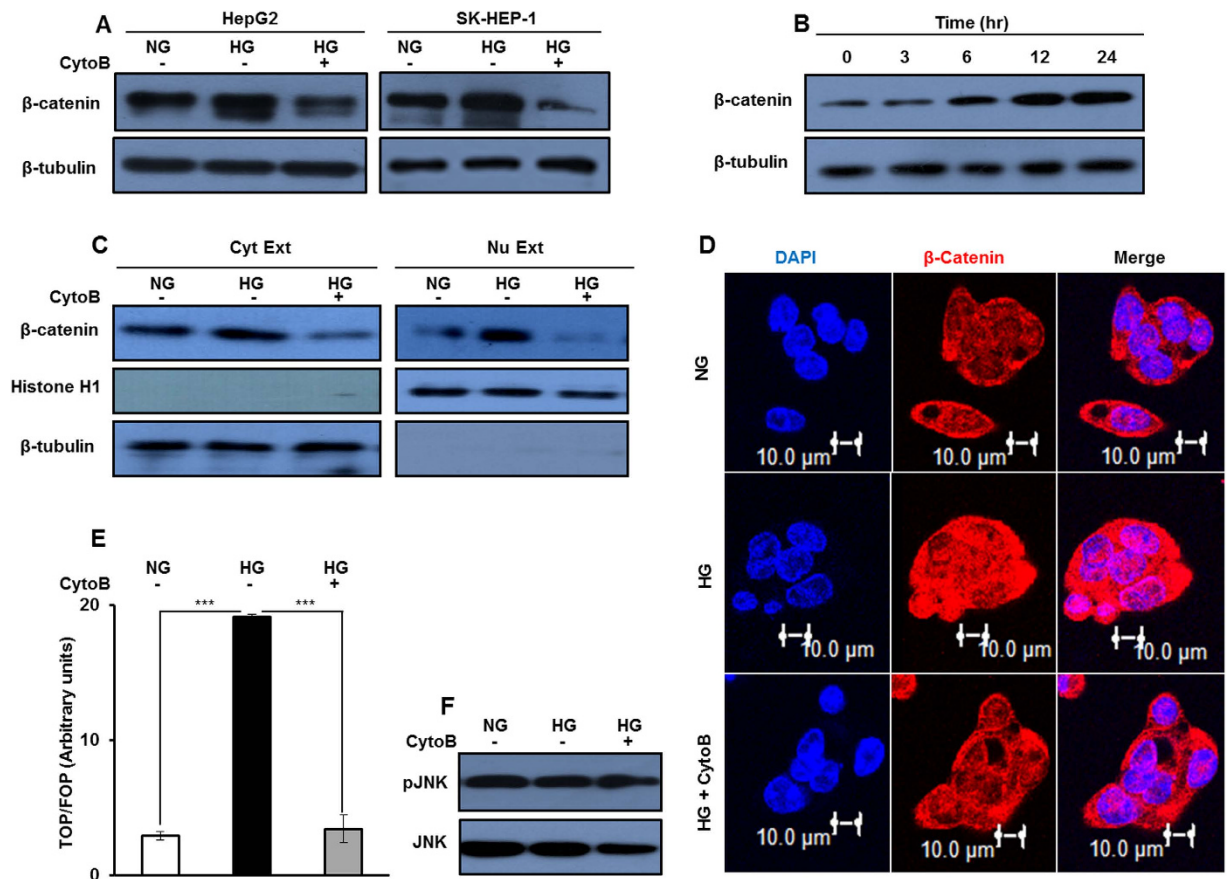 A
HepG2
SK-HEP-1
NG HG HG NG HG HG
CytoB - - + - - +
β-catenin
β-tubulin
B
Time (hr)
0 3 6 12 24
β-catenin
β-tubulin
C
Cyt Ext
Nu Ext
NG HG HG NG HG HG
CytoB - - + - - +
β-catenin
Histone H1
β-tubulin
D
DAPI β-Catenin Merge
NG
10.0 µm 10.0 µm 10.0 µm
HG
10.0 µm 10.0 µm 10.0 µm
HG + CytoB
10.0 µm 10.0 µm 10.0 µm
E
NG HG HG
CytoB - - +
*** ***
20
10
0
TOP/FOP (Arbitrary units)
F
NG HG HG
CytoB - - +
pJNK
JNK